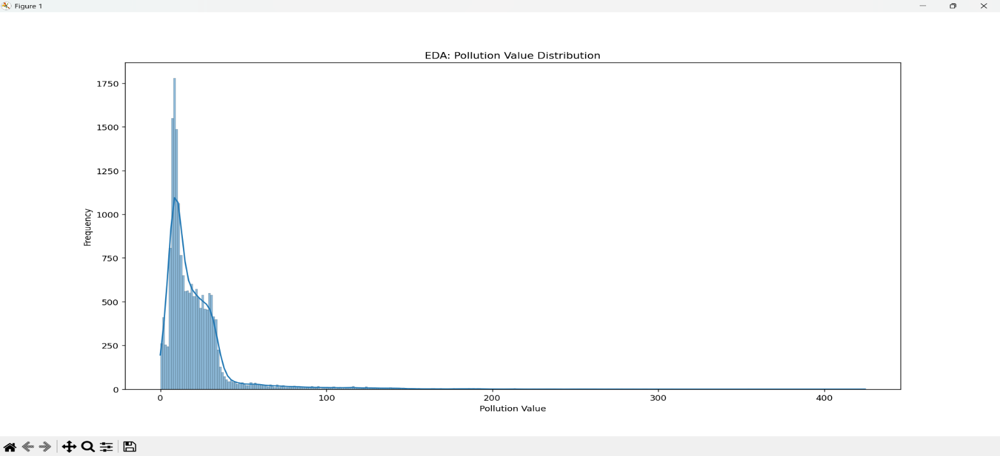 Figure 1
EDA: Pollution Value Distribution
1750
1500
1250
1000
750
500
250
0
Frequency
0 100 200 300 400
Pollution Value